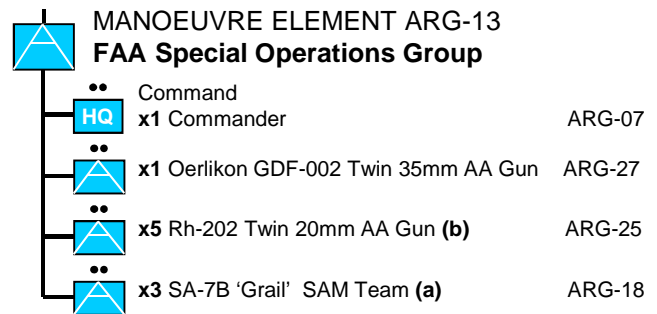 MANOEUVRE ELEMENT ARG-13
FAA Special Operations Group
Command
HQ x1 Commander ARG-07
x1 Oerlikon GDF-002 Twin 35mm AA Gun ARG-27
x5 Rh-202 Twin 20mm AA Gun (b) ARG-25
x3 SA-7B ‘Grail’ SAM Team (a) ARG-18